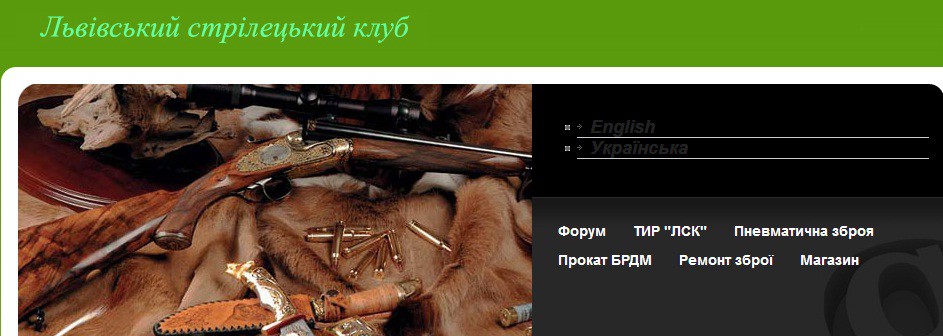 Львівський стрілецький клуб
English
Українська
Форум ТИР "ЛСК" Пневматична зброя
Прокат БРДМ Ремонт зброї Магазин